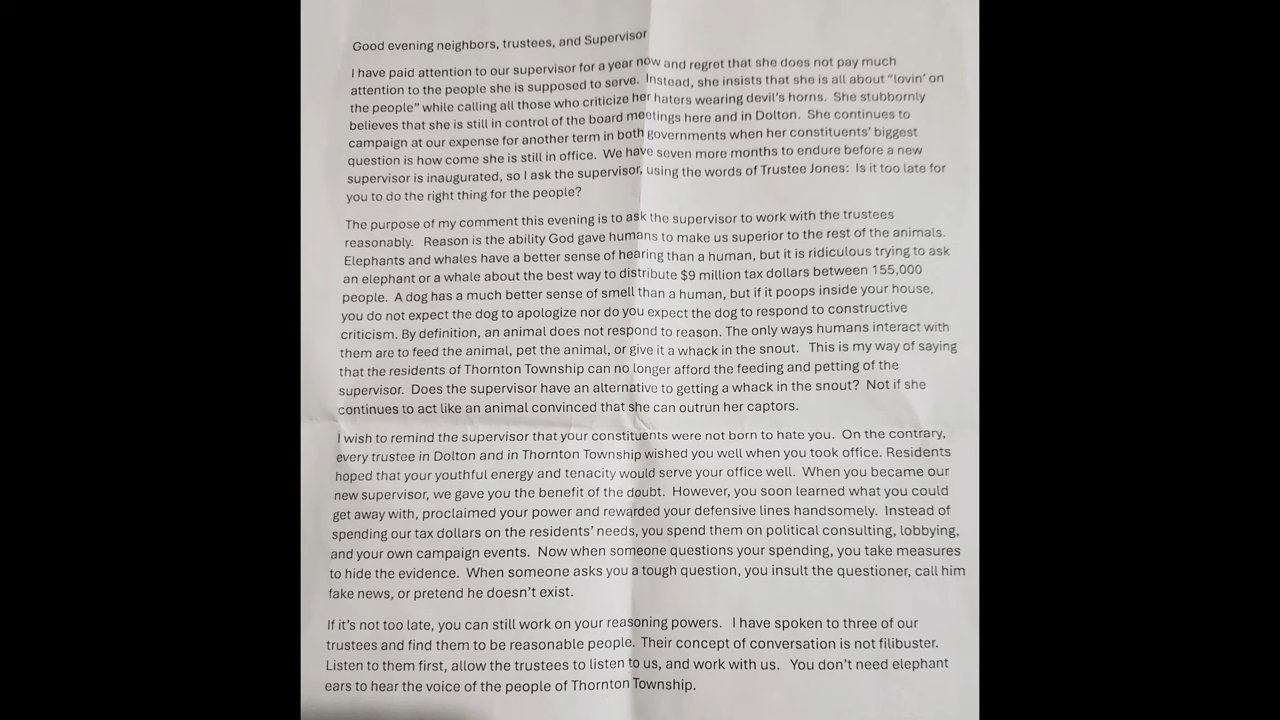 Good evening neighbors, trustees, and Supervisor
I have paid attention to our supervisor for a year now and regret that she does not pay much
attention to the people she is supposed to serve. Instead, she insists that she is all about “lovin’ on
the people” while calling all those who criticize her haters wearing devil’s horns. She stubbornly
believes that she is still in control of the board meetings here and in Dolton. She continues to
campaign at our expense for another term in both governments when her constituents’ biggest
question is how come she is still in office. We have seven more months to endure before a new
supervisor is inaugurated, so I ask the supervisor, using the words of Trustee Jones: Is it too late for
you to do the right thing for the people?
The purpose of my comment this evening is to ask the supervisor to work with the trustees
reasonably. Reason is the ability God gave humans to make us superior to the rest of the animals.
Elephants and whales have a better sense of hearing than a human, but it is ridiculous trying to ask
an elephant or a whale about the best way to distribute $9 million tax dollars between 155,000
people. A dog has a much better sense of smell than a human, but if it poops inside your house,
you do not expect the dog to apologize nor do you expect the dog to respond to constructive
criticism. By definition, an animal does not respond to reason. The only ways humans interact with
them are to feed the animal, pet the animal, or give it a whack in the snout. This is my way of saying
that the residents of Thornton Township can no longer afford the feeding and petting of the
supervisor. Does the supervisor have an alternative to getting a whack in the snout? Not if she
continues to act like an animal convinced that she can outrun her captors.
I wish to remind the supervisor that your constituents were not born to hate you. On the contrary,
every trustee in Dolton and in Thornton Township wished you well when you took office. Residents
hoped that your youthful energy and tenacity would serve your office well. When you became our
new supervisor, we gave you the benefit of the doubt. However, you soon learned what you could
get away with, proclaimed your power and rewarded your defensive lines handsomely. Instead of
spending our tax dollars on the residents’ needs, you spend them on political consulting, lobbying,
and your own campaign events. Now when someone questions your spending, you take measures
to hide the evidence. When someone asks you a tough question, you insult the questioner, call him
fake news, or pretend he doesn’t exist.
If it’s not too late, you can still work on your reasoning powers. I have spoken to three of our
trustees and find them to be reasonable people. Their concept of conversation is not filibuster.
Listen to them first, allow the trustees to listen to us, and work with us. You don’t need elephant
ears to hear the voice of the people of Thornton Township.